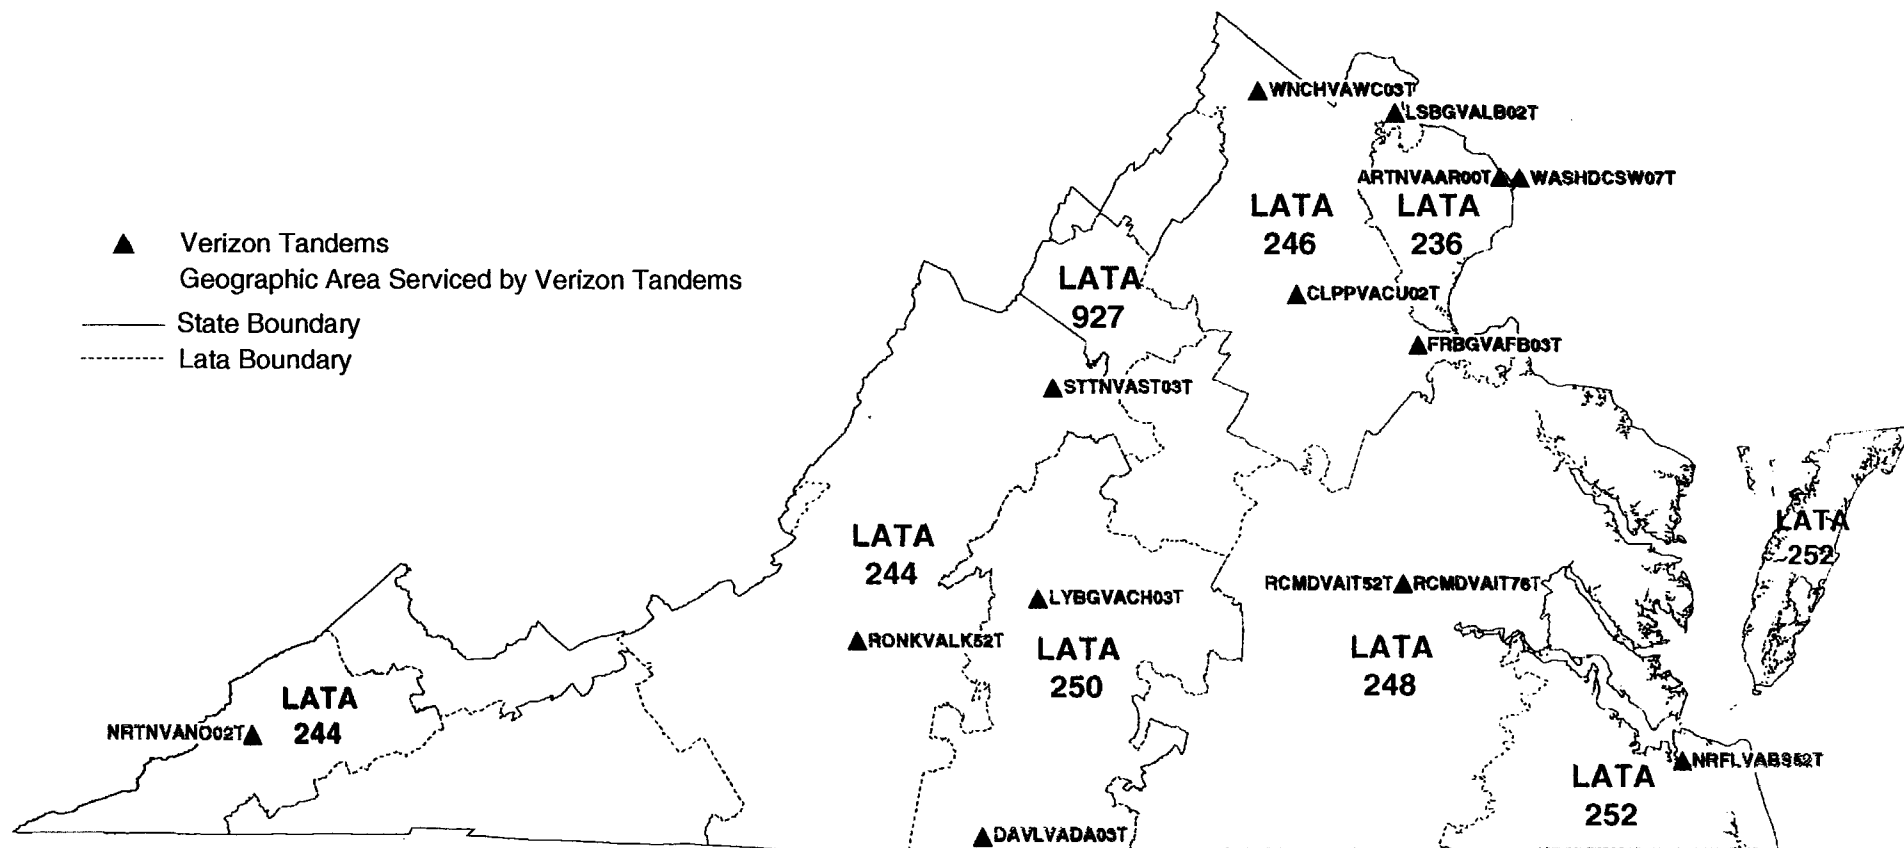 WNCHVAWC03T
LSBGVALB02T
ARTNVAAR00T WASHDCSW07T
LATA
246
LATA
236
Verizon Tandems
Geographic Area Serviced by Verizon Tandems
State Boundary
Lata Boundary
LATA
927
CLPPVACU02T
FRBGVAFB03T
STTNVAST03T
LATA
244
LATA
252
RCMDVAIT52T RCMDVAIT76T
LYBGVACH03T
RONKVALK52T
LATA
250
LATA
248
LATA
244
NRTNVANO02T
NRFLVABS52T
LATA
252
DAVLVADA03T